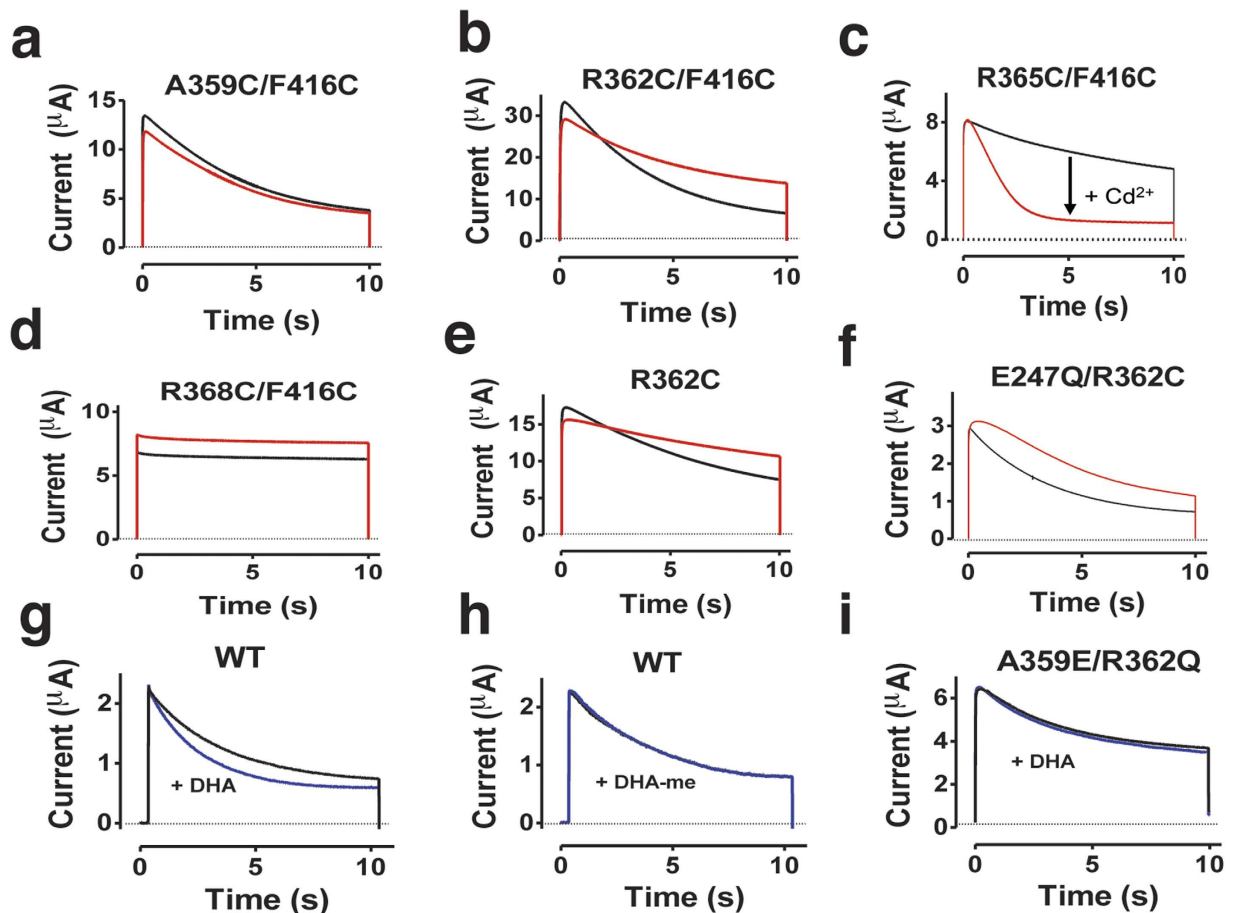 a
A359C/F416C
Current (μA)
15
10
5
0
0 5 10
Time (s)
b
R362C/F416C
Current (μA)
30
20
10
0
0 5 10
Time (s)
c
R365C/F416C
Current (μA)
8
4
0
+ Cd²⁺
0 5 10
Time (s)
d
R368C/F416C
Current (μA)
10
5
0
0 5 10
Time (s)
e
R362C
Current (μA)
15
10
5
0
0 5 10
Time (s)
f
E247Q/R362C
Current (μA)
3
2
1
0
0 5 10
Time (s)
g
WT
Current (μA)
2
1
0
+ DHA
0 5 10
Time (s)
h
WT
Current (μA)
2
1
0
+ DHA-me
0 5 10
Time (s)
i
A359E/R362Q
Current (μA)
6
4
2
0
+ DHA
0 5 10
Time (s)